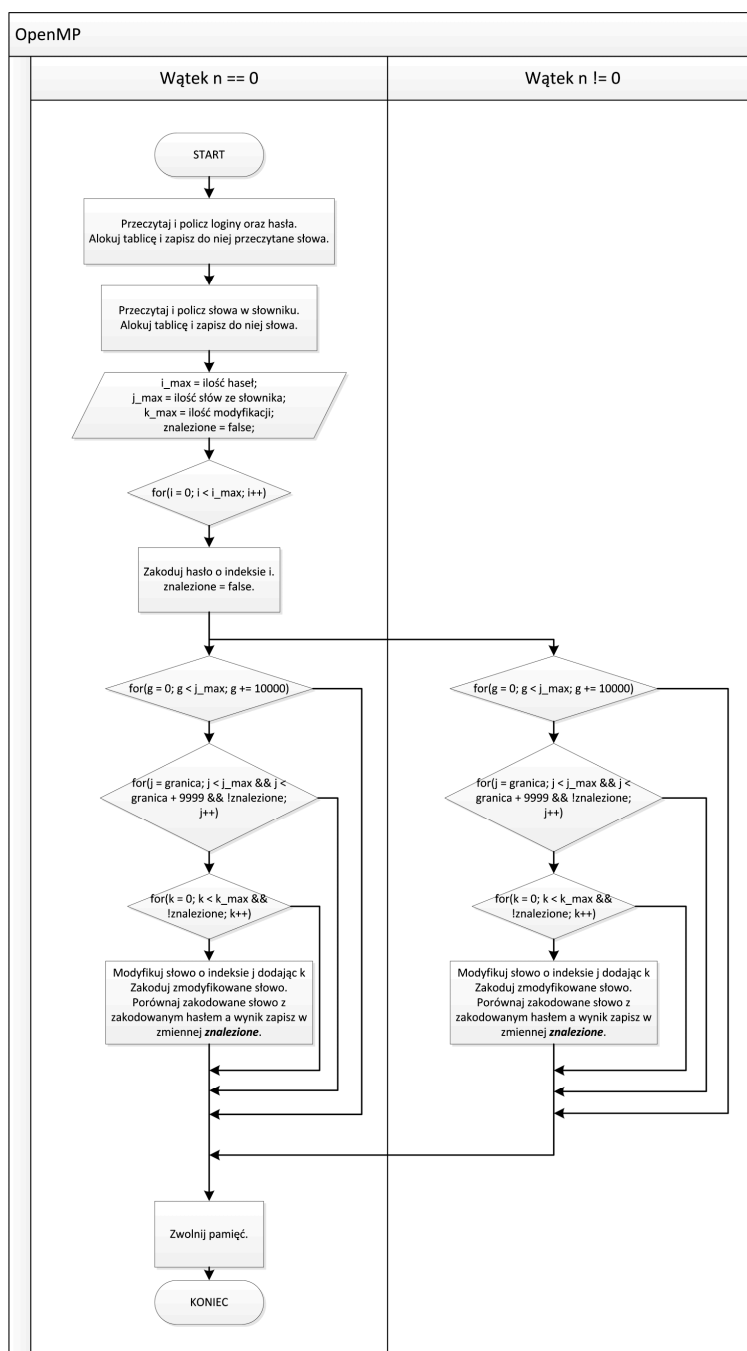 OpenMP
Wątek n == 0
Wątek n != 0
START
Przeczytaj i policz loginy oraz hasła.
Alokuj tablicę i zapisz do niej przeczytane słowa.
Przeczytaj i policz słowa w słowniku.
Alokuj tablicę i zapisz do niej słowa.
i_max = ilość haseł;
j_max = ilość słów ze słownika;
k_max = ilość modyfikacji;
znalezione = false;
for(i = 0; i < i_max; i++)
Zakoduj hasło o indeksie i.
znalezione = false.
for(g = 0; g < j_max; g += 10000)
for(g = 0; g < j_max; g += 10000)
for(j = granica; j < j_max && j <
granica + 9999 && !znalezione;
j++)
for(j = granica; j < j_max && j <
granica + 9999 && !znalezione;
j++)
for(k = 0; k < k_max &&
!znalezione; k++)
for(k = 0; k < k_max &&
!znalezione; k++)
Modyfikuj słowo o indeksie j dodając k
Zakoduj zmodyfikowane słowo.
Porównaj zakodowane słowo z
zakodowanym hasłem a wynik zapisz w
zmiennej znalezione.
Modyfikuj słowo o indeksie j dodając k
Zakoduj zmodyfikowane słowo.
Porównaj zakodowane słowo z
zakodowanym hasłem a wynik zapisz w
zmiennej znalezione.
Zwolnij pamięć.
KONIEC